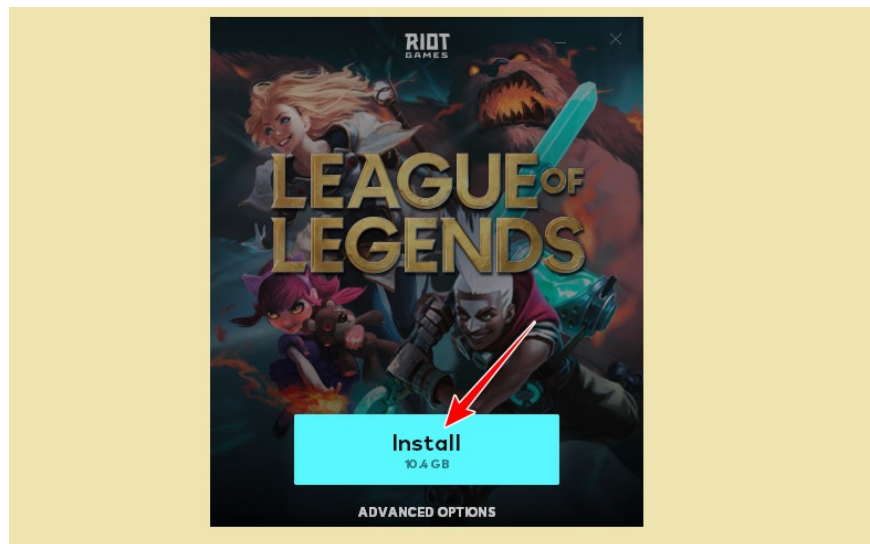 RIOT
GAMES
LEAGUE OF
LEGENDS
Install
10.4 GB
ADVANCED OPTIONS